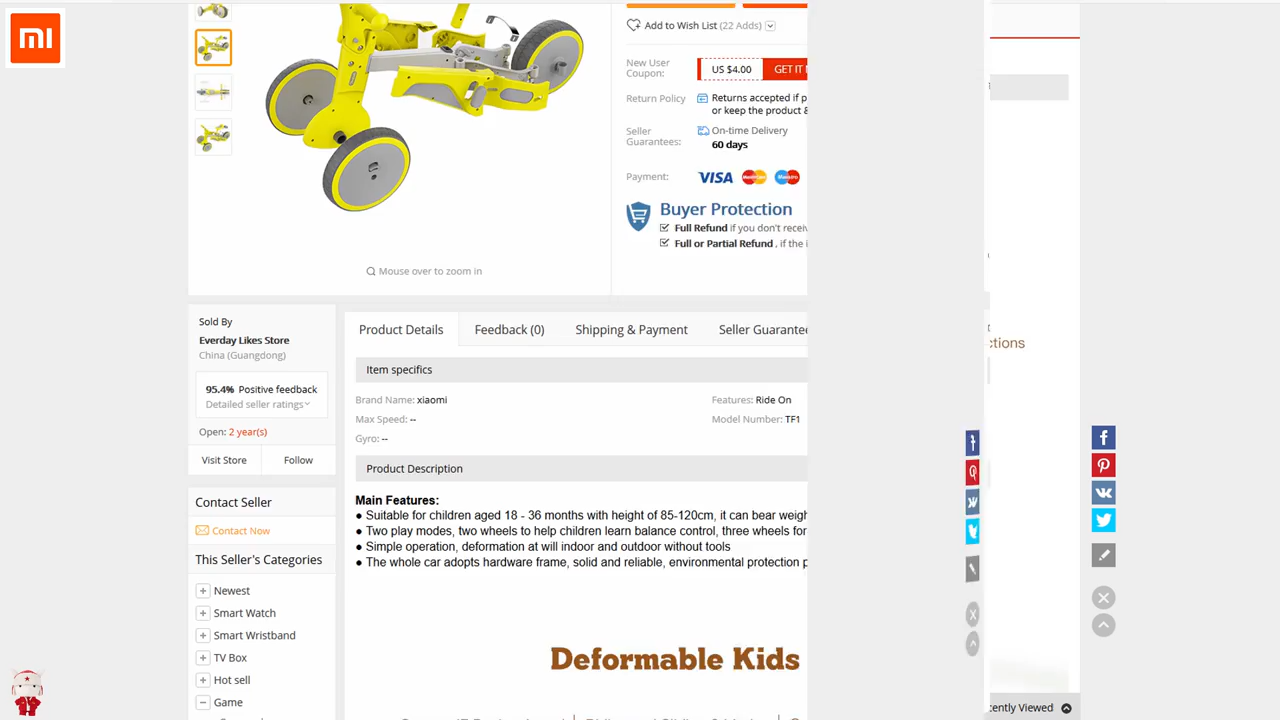 mi
Add to Wish List (22 Adds)
New User
Coupon:
US $4.00
GET IT
Return Policy
Returns accepted if p
or keep the product &
Seller
Guarantees:
On-time Delivery
60 days
Payment:
VISA
Buyer Protection
Full Refund if you don't receiv
Full or Partial Refund , if the i
Mouse over to zoom in
Sold By
Everday Likes Store
China (Guangdong)
95.4% Positive feedback
Detailed seller ratings
Open: 2 year(s)
Visit Store
Follow
Contact Seller
Contact Now
This Seller's Categories
Newest
Smart Watch
Smart Wristband
TV Box
Hot sell
Game
Product Details
Feedback (0)
Shipping & Payment
Seller Guarantee
Item specifics
Brand Name: xiaomi
Features: Ride On
Max Speed: --
Model Number: TF1
Gyro: --
Product Description
Main Features:
● Suitable for children aged 18 - 36 months with height of 85-120cm, it can bear weigh
● Two play modes, two wheels to help children learn balance control, three wheels for
● Simple operation, deformation at will indoor and outdoor without tools
● The whole car adopts hardware frame, solid and reliable, environmental protection p
Deformable Kids
ctions
cently Viewed